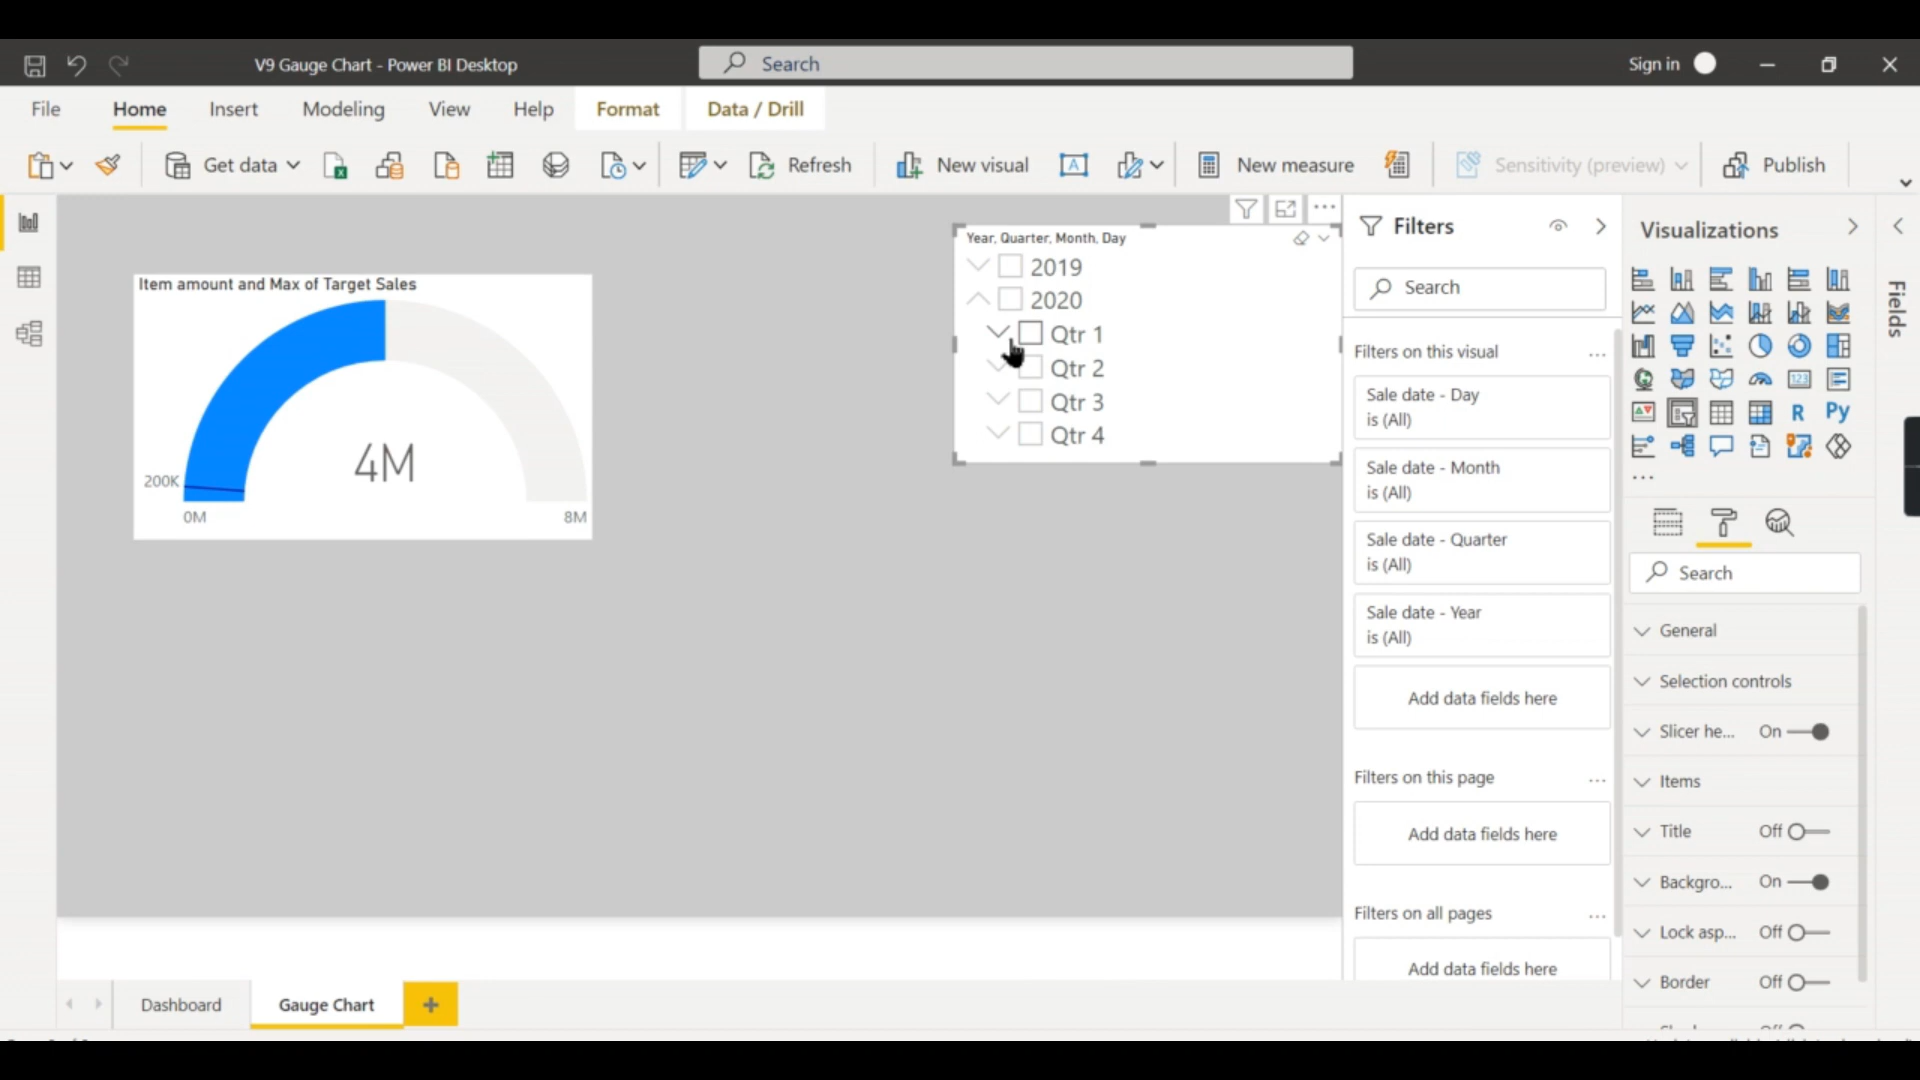 V9 Gauge Chart - Power BI Desktop
Search
Sign in
File
Home
Insert
Modeling
View
Help
Format
Data / Drill
Get data
Refresh
New visual
New measure
Sensitivity (preview)
Publish
Item amount and Max of Target Sales
4M
200K
0M
8M
Year, Quarter, Month, Day
2019
2020
Qtr 1
Qtr 2
Qtr 3
Qtr 4
Filters
Search
Filters on this visual
Sale date - Day
is (All)
Sale date - Month
is (All)
Sale date - Quarter
is (All)
Sale date - Year
is (All)
Add data fields here
Filters on this page
Add data fields here
Filters on all pages
Add data fields here
Visualizations
R
Py
123
A
Search
General
Selection controls
Slicer he... On
Items
Title Off
Backgro... On
Lock asp... Off
Border Off
Fields
Dashboard
Gauge Chart